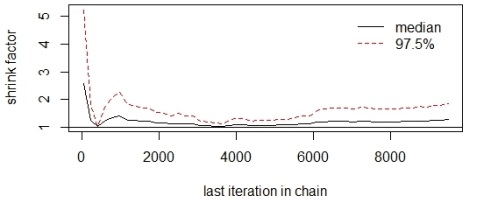 shrink factor
5
4
3
2
1
median
97.5%
0 2000 4000 6000 8000
last iteration in chain